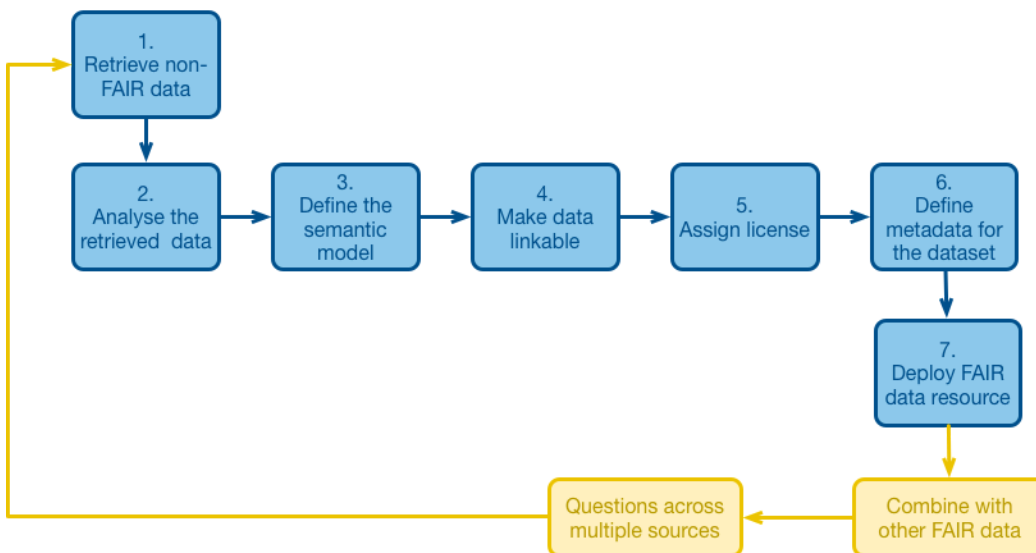 1.
Retrieve non-
FAIR data
2.
Analyse the
retrieved data
3.
Define the
semantic
model
4.
Make data
linkable
5.
Assign license
6.
Define
metadata for
the dataset
7.
Deploy FAIR
data resource
Combine with
other FAIR data
Questions across
multiple sources